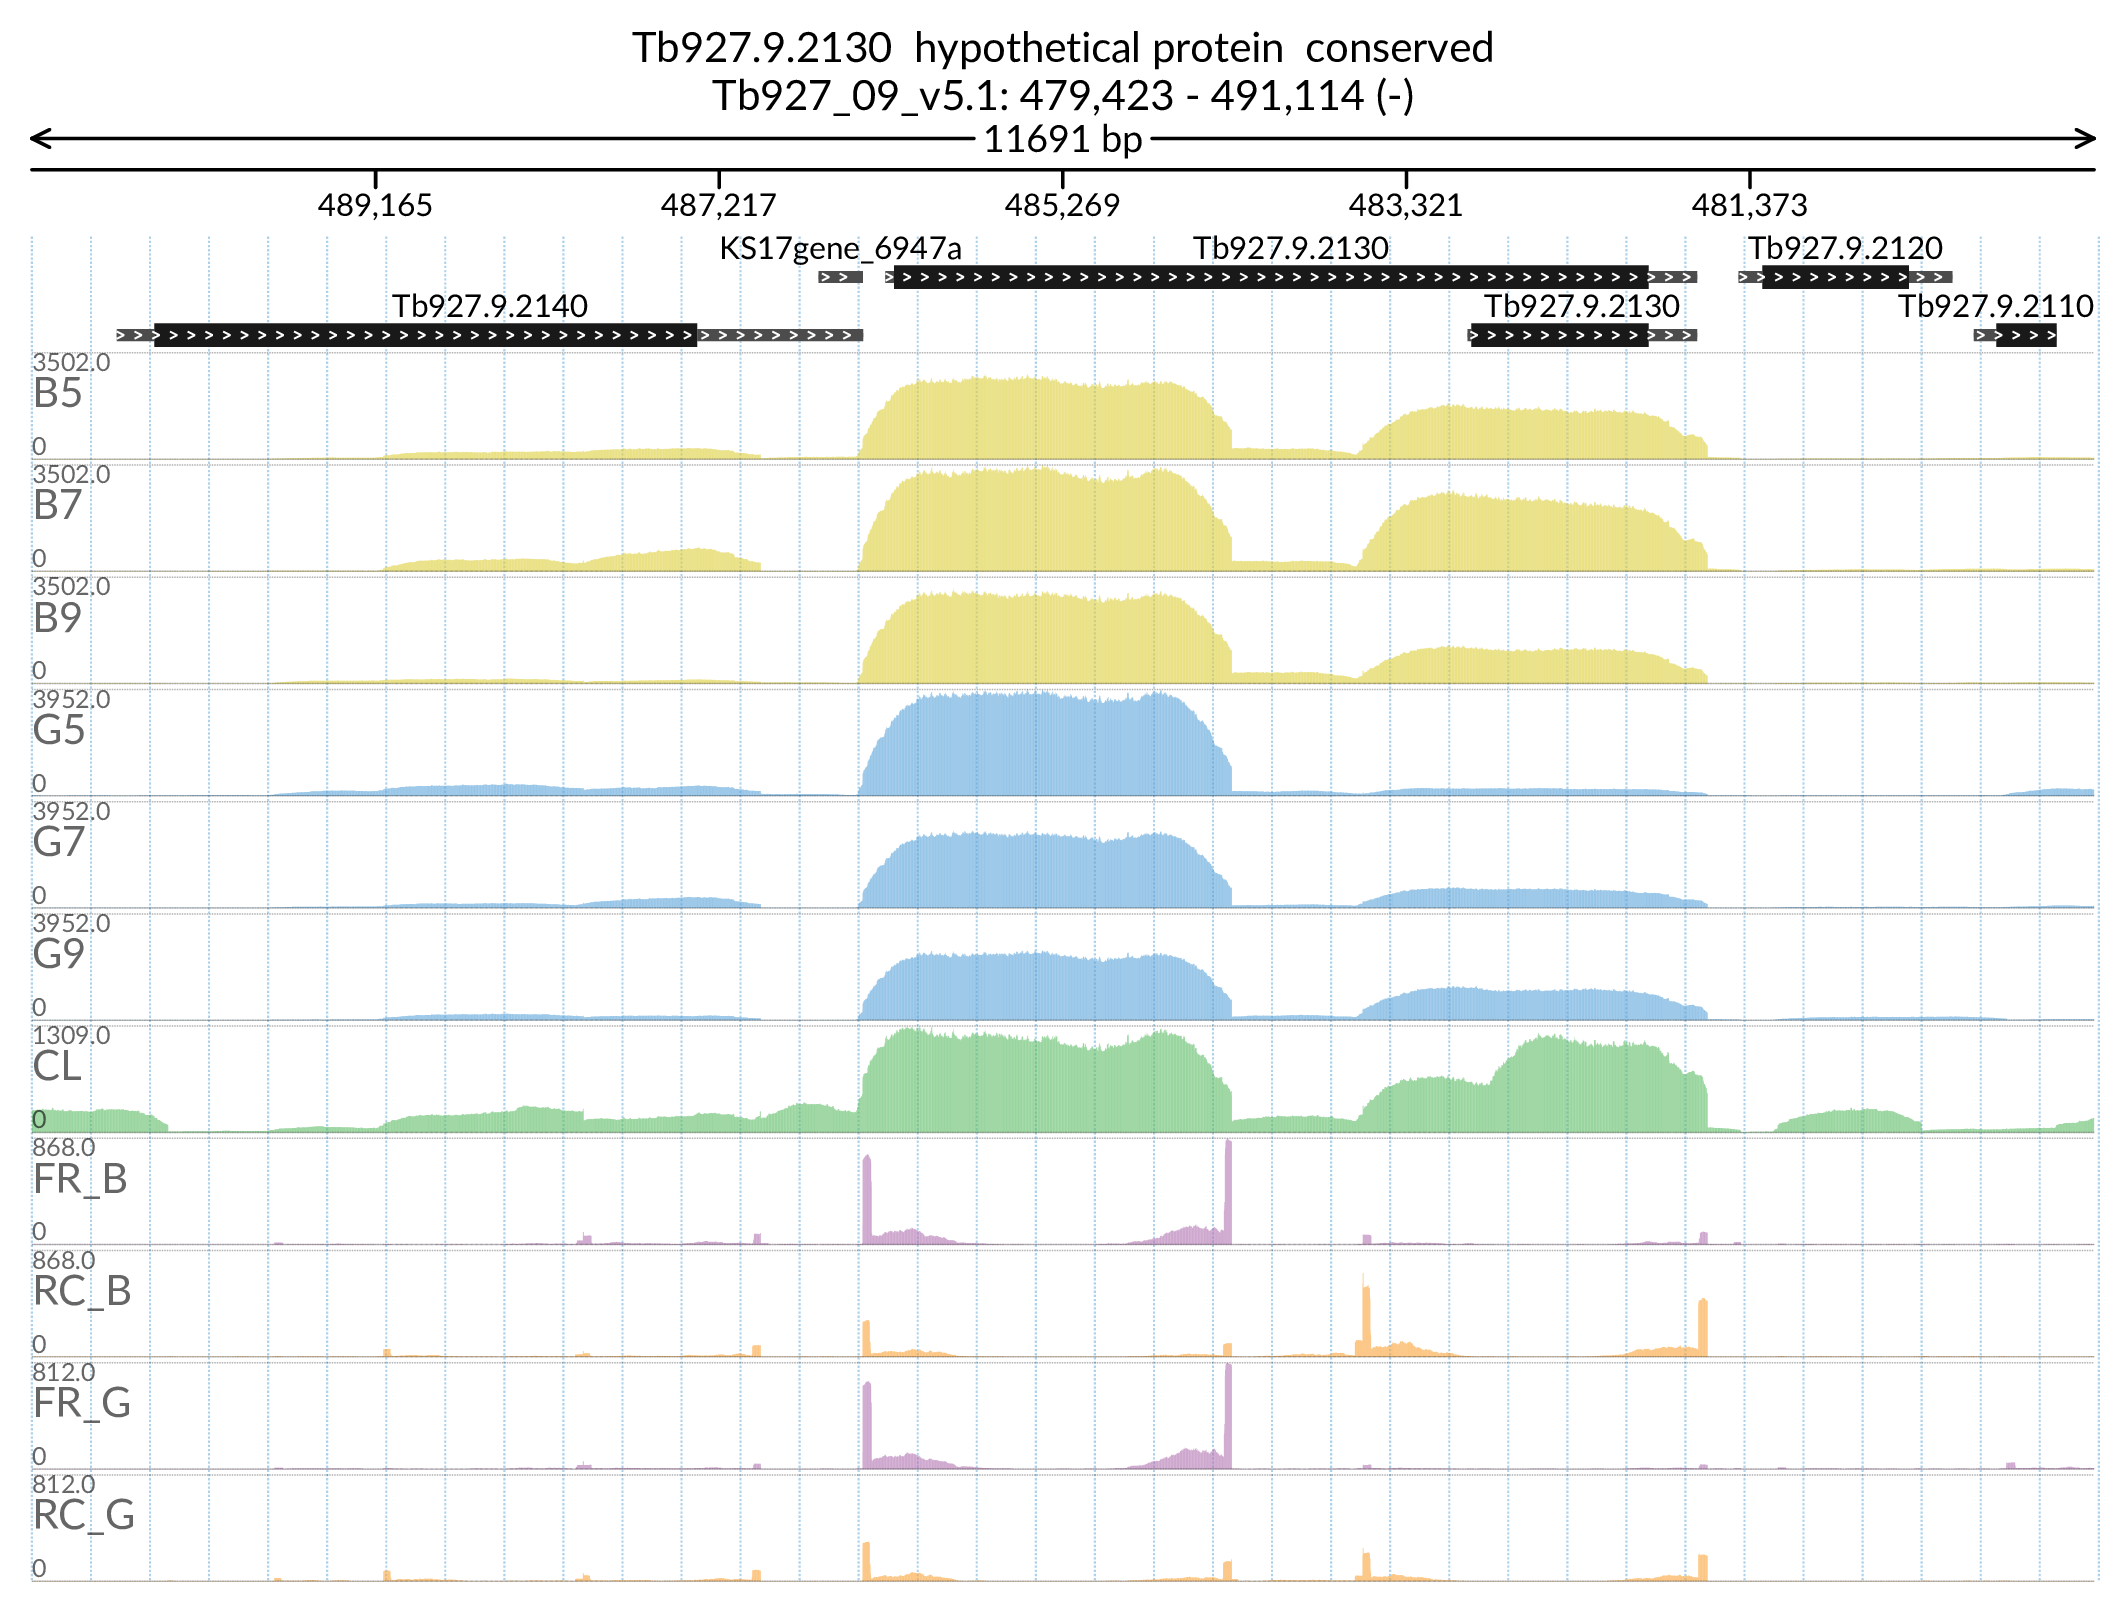 Tb927.9.2130  hypothetical protein  conserved
Tb927_09_v5.1: 479,423 - 491,114 (-)
11691 bp
489,165 487,217 485,269 483,321 481,373
KS17gene_6947a Tb927.9.2130 Tb927.9.2120
Tb927.9.2140 Tb927.9.2130 Tb927.9.2110
3502.0
B5
0
3502.0
B7
0
3502.0
B9
0
3952.0
G5
0
3952.0
G7
0
3952.0
G9
0
1309.0
CL
0
868.0
FR_B
0
868.0
RC_B
0
812.0
FR_G
0
812.0
RC_G
0